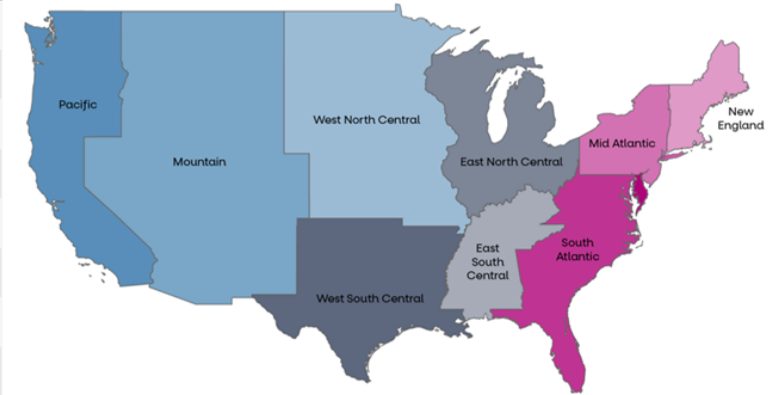 Pacific
Mountain
West North Central
East North Central
Mid Atlantic
New
England
West South Central
East
South
Central
South
Atlantic